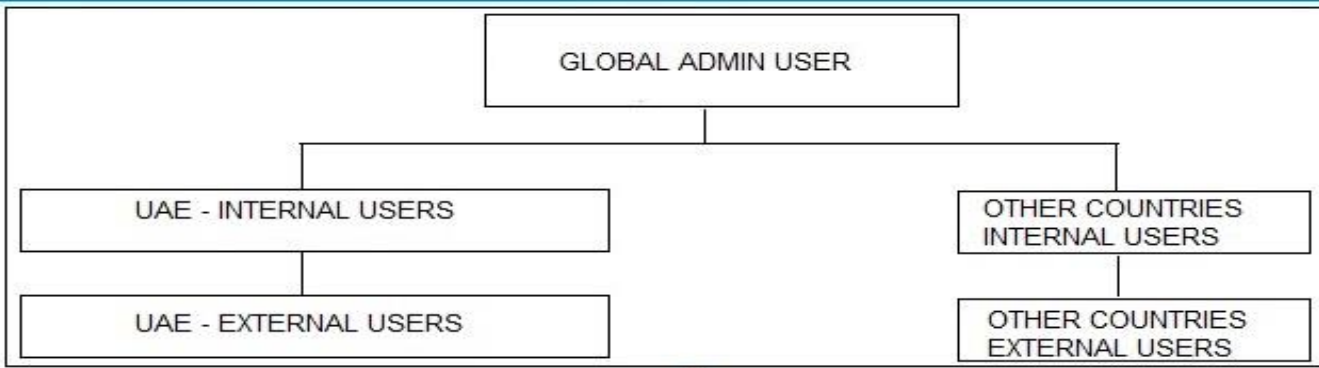 GLOBAL ADMIN USER
UAE - INTERNAL USERS
OTHER COUNTRIES
INTERNAL USERS
UAE - EXTERNAL USERS
OTHER COUNTRIES
EXTERNAL USERS